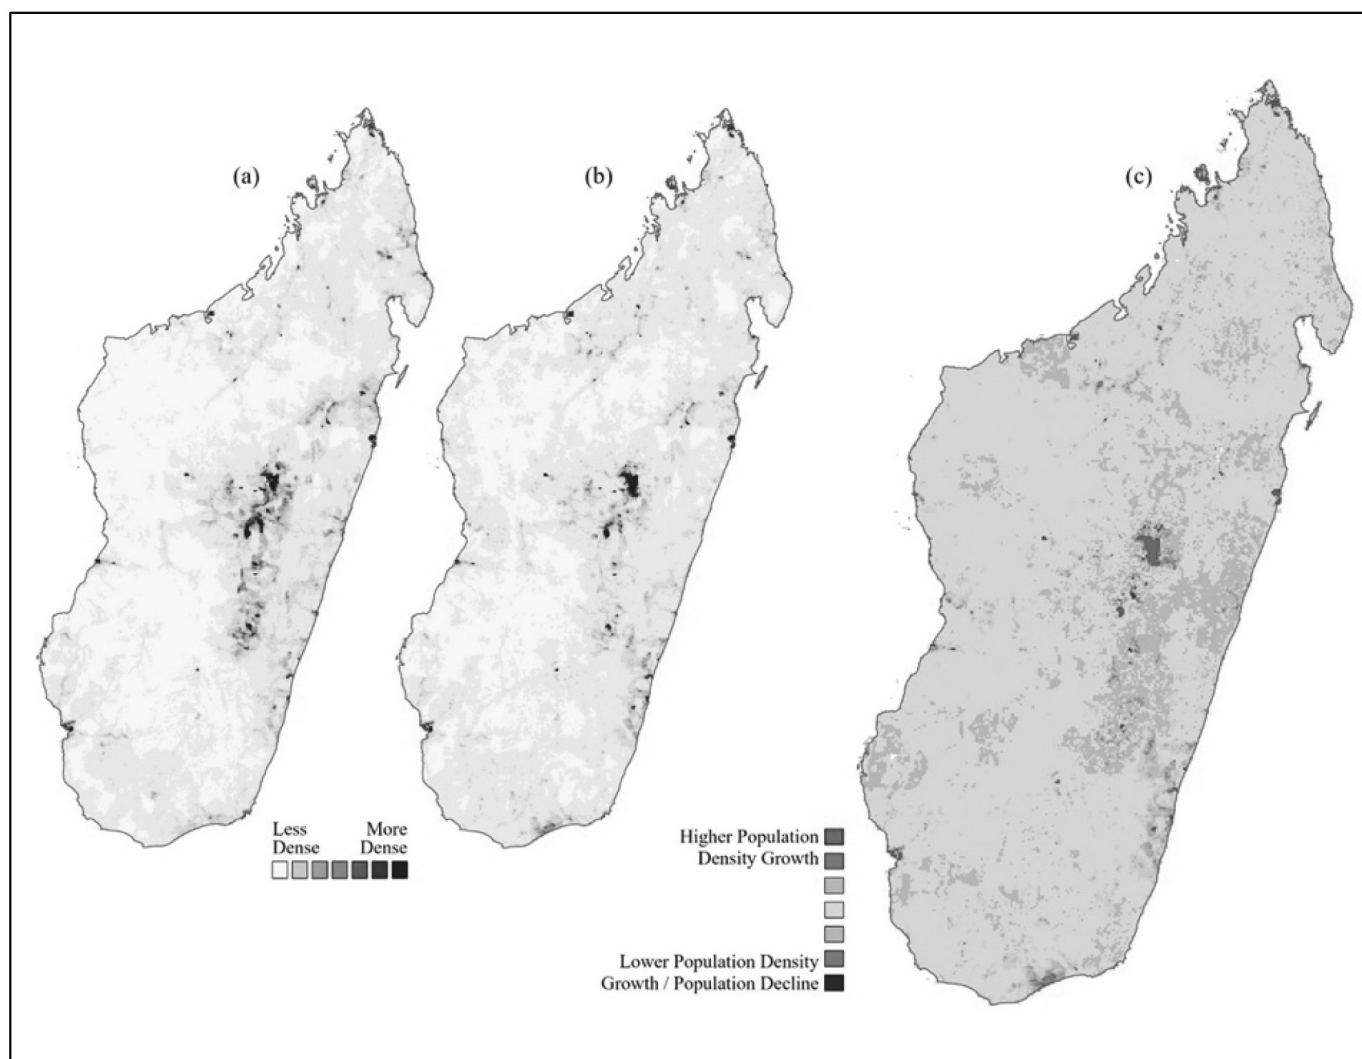 (a)
(b)
(c)
Less
Dense
More
Dense
Higher Population
Density Growth
Lower Population Density
Growth / Population Decline